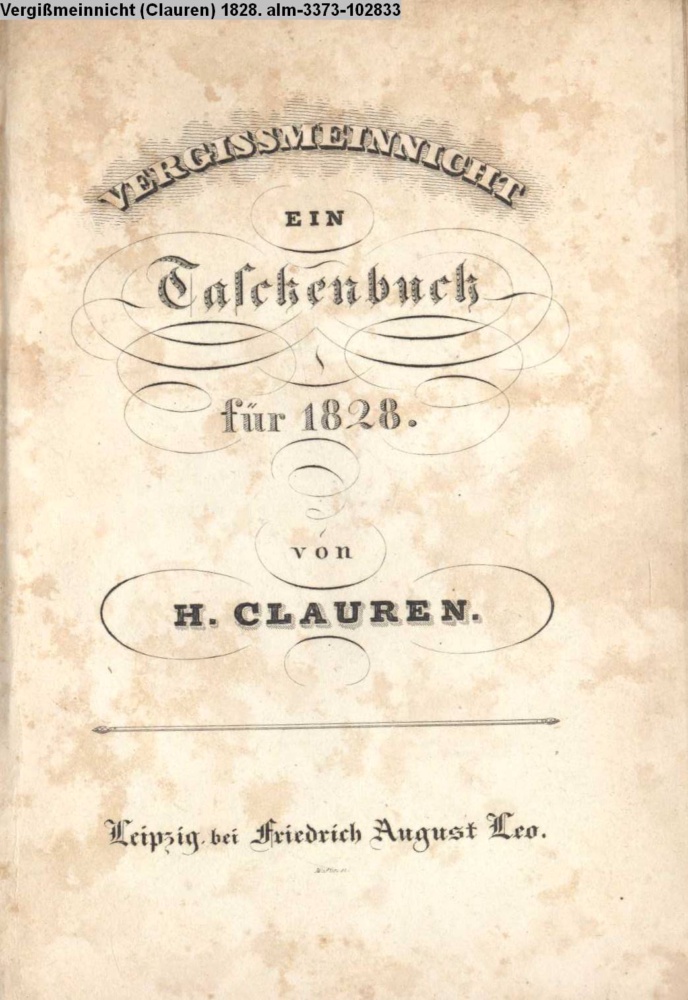 Vergißmeinnicht (Clauren) 1828. alm-3373-102833
VERGISSMEINNICHT
EIN
Taſchenbuch
für 1828.
von
H. CLAUREN.
Leipzig, bei Friedrich August Leo.